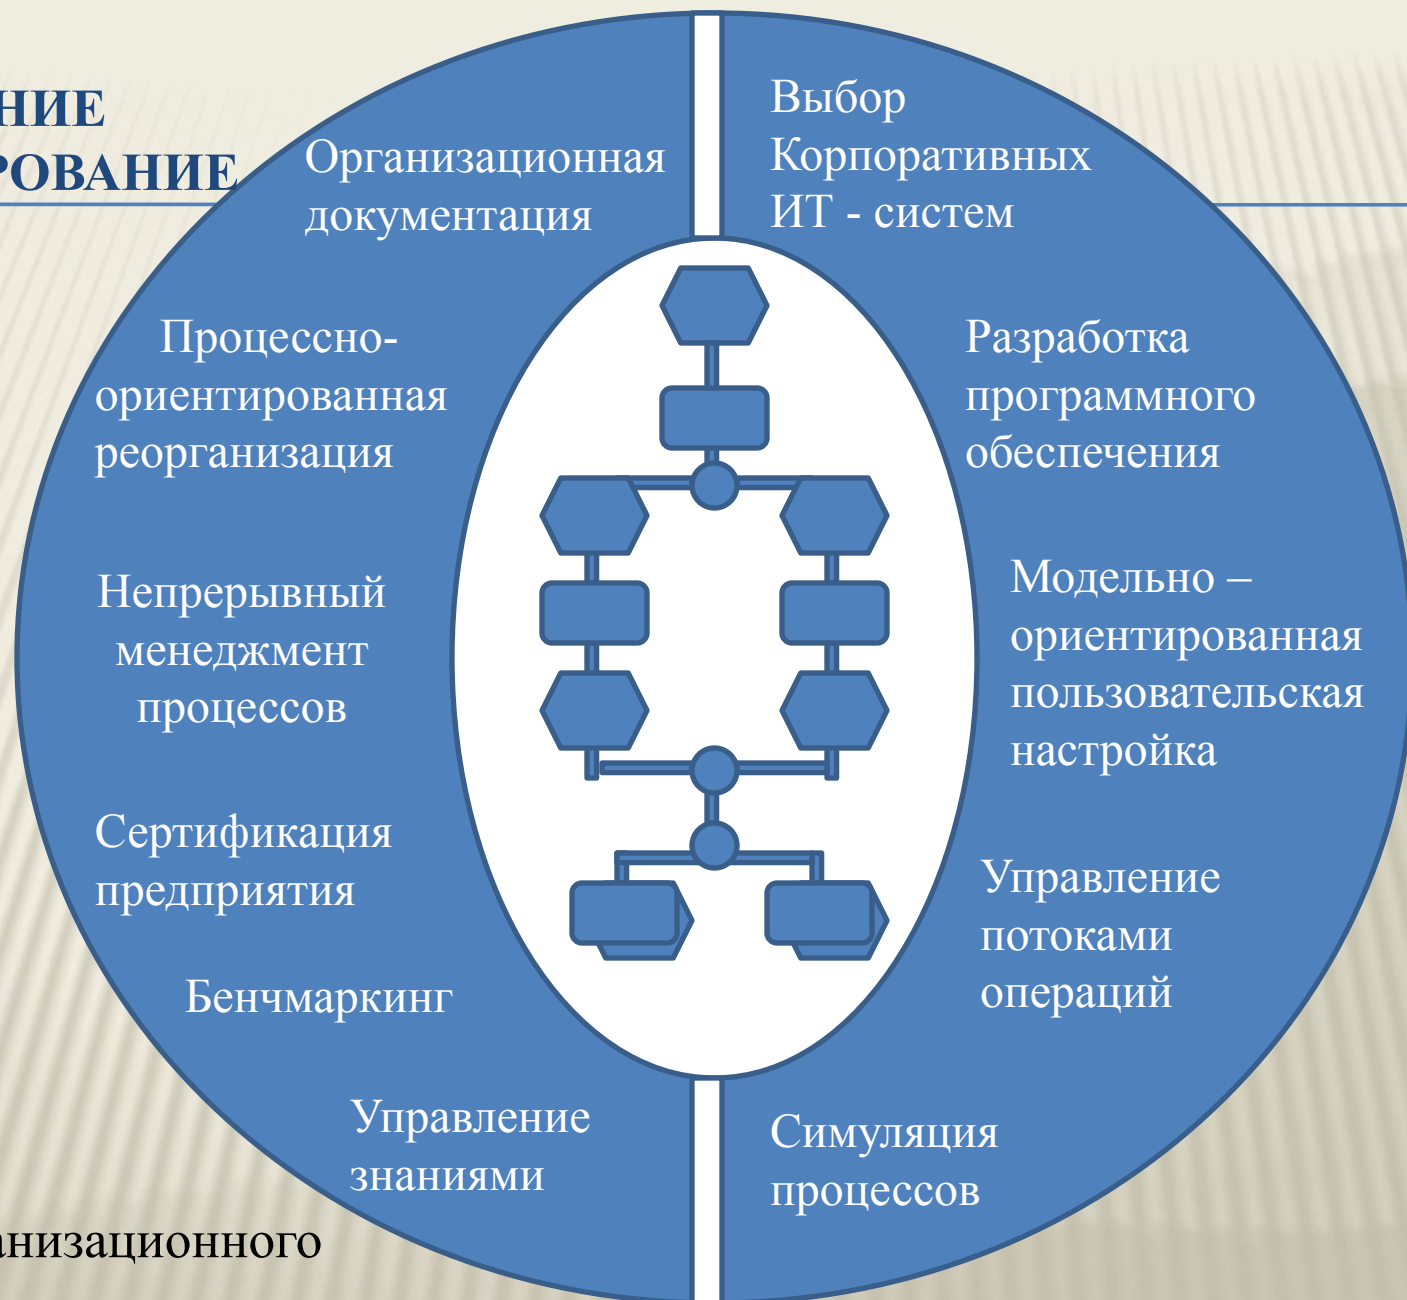 НИЕ
РОВАНИЕ
Организационная
документация
Процессно-
ориентированная
реорганизация
Непрерывный
менеджмент
процессов
Сертификация
предприятия
Бенчмаркинг
Управление
знаниями
Выбор
Корпоративных
ИТ - систем
Разработка
программного
обеспечения
Модельно –
ориентированная
пользовательская
настройка
Управление
потоками
операций
Симуляция
процессов
анизационного